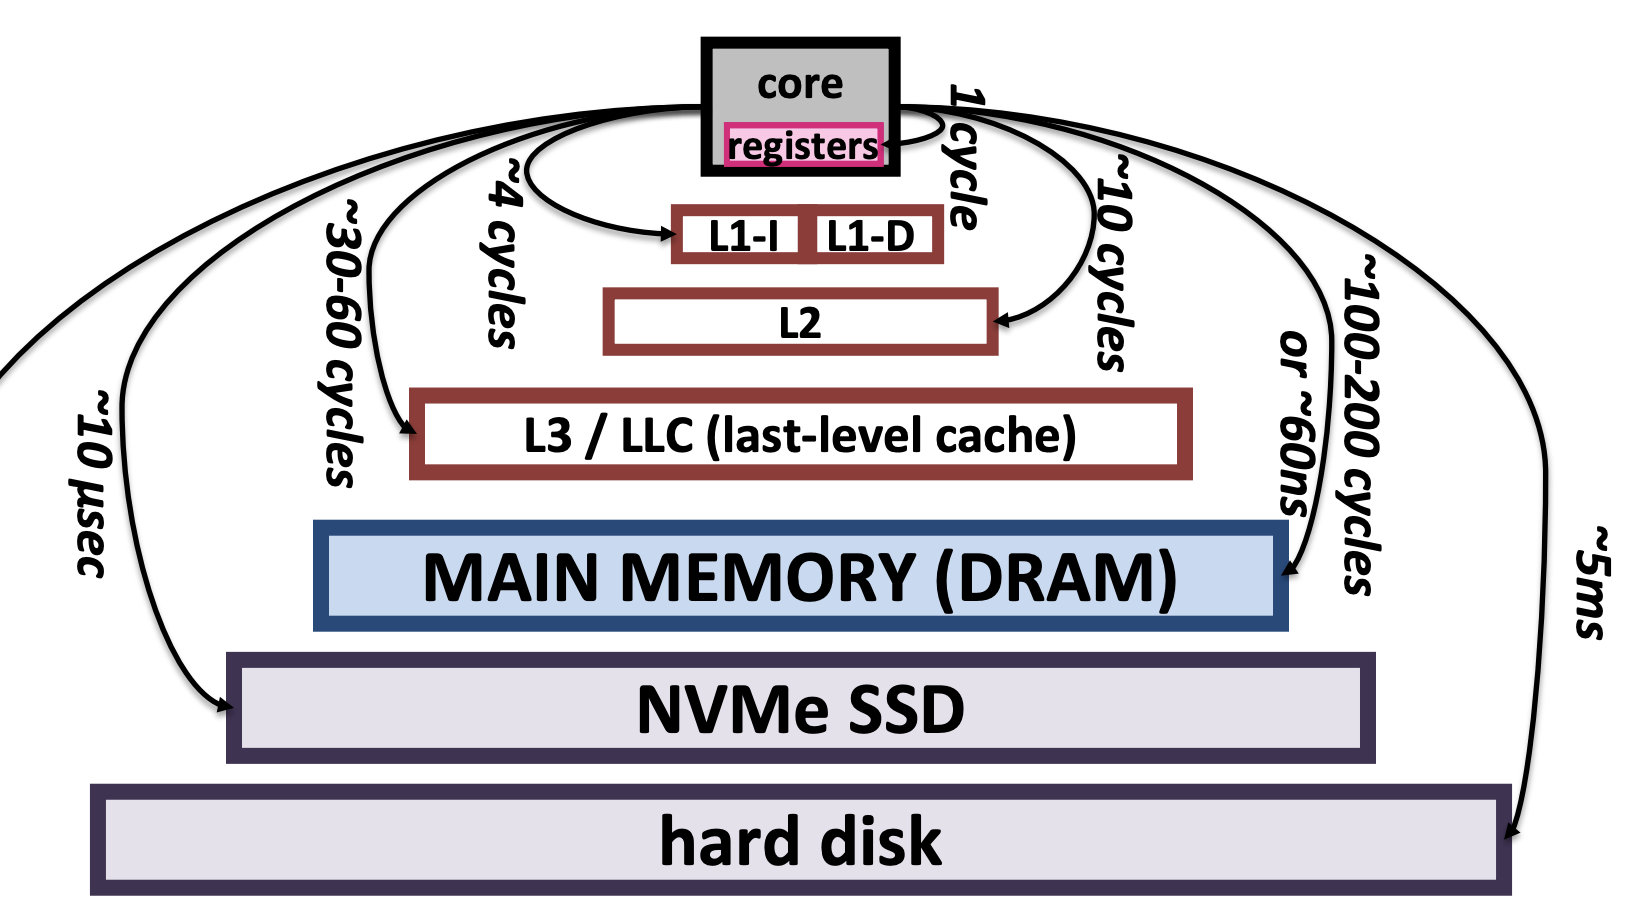 core
registers
1 cycle
~4 cycles
L1-I
L1-D
~10 cycles
L2
~30-60 cycles
L3 / LLC (last-level cache)
~100-200 cycles
or ~60ns
MAIN MEMORY (DRAM)
~10 μsec
NVMe SSD
~5ms
hard disk